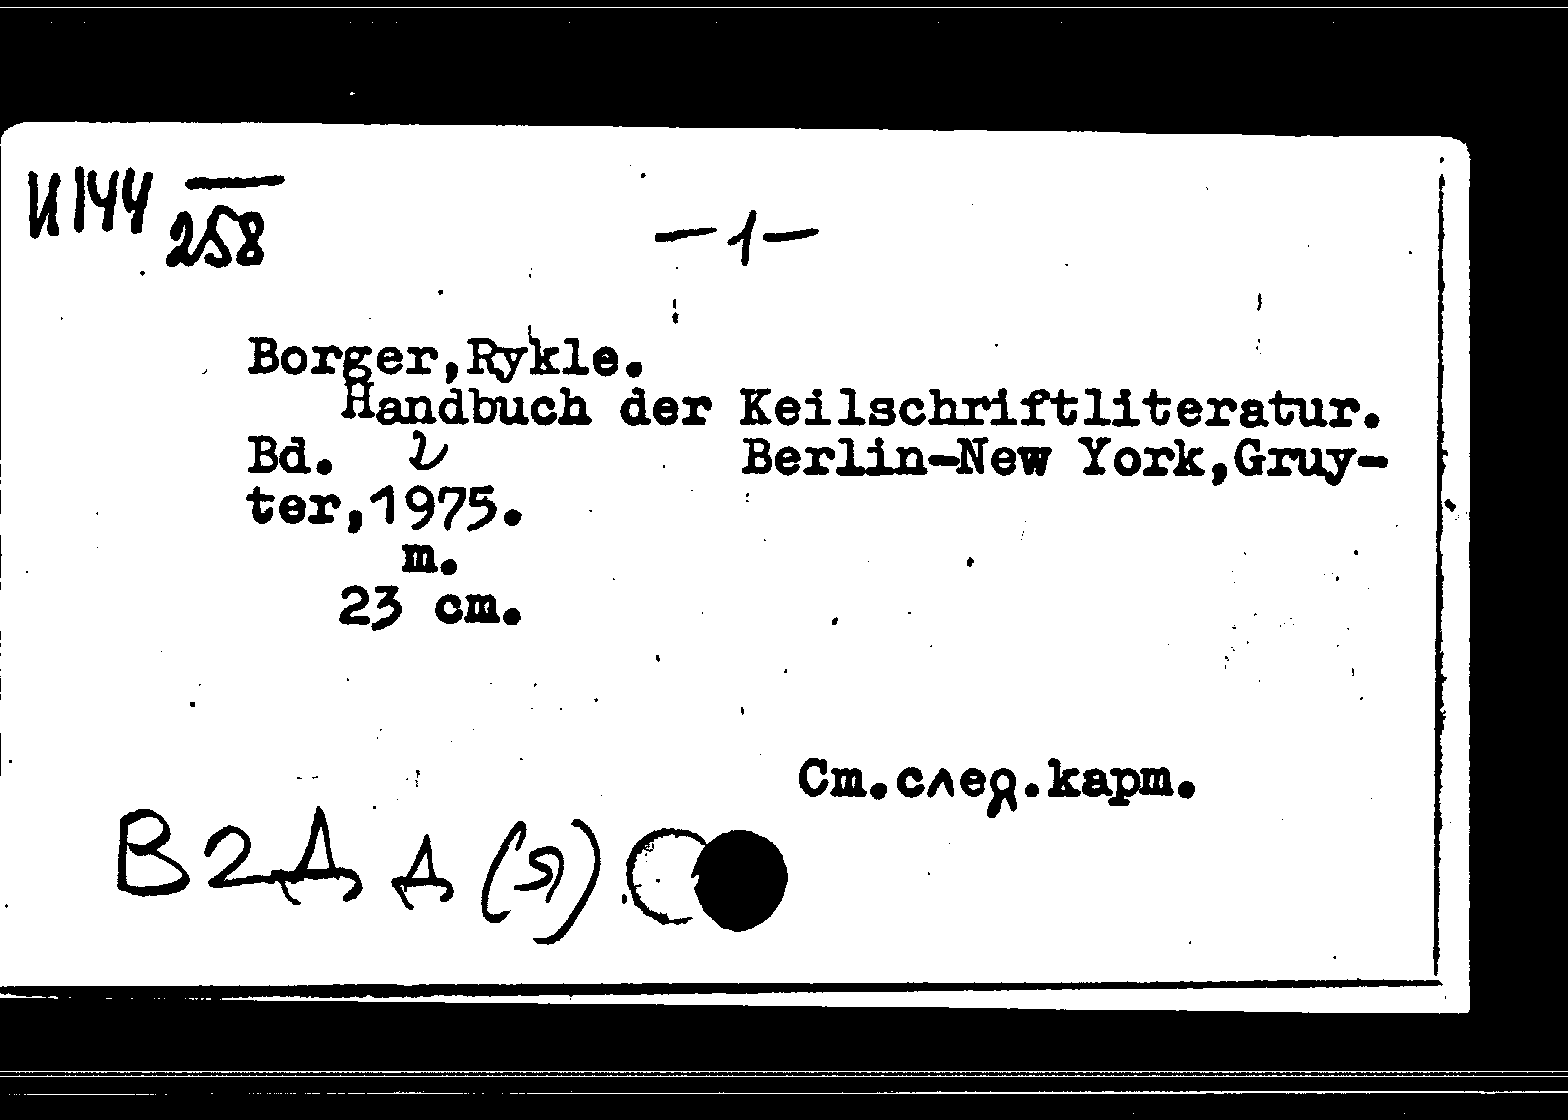 И144 258
— 1 —
Borger,Rykle.
Handbuch der Keilschriftliteratur.
Bd. 2 Berlin-New York,Gruy-
ter,1975.
m.
23 cm.
См.след.карт.
В2Д д (я)